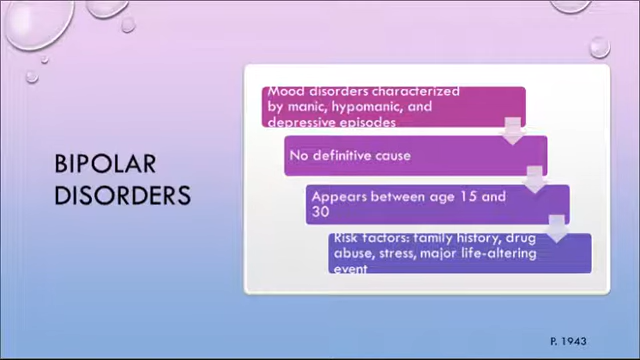 BIPOLAR
DISORDERS
Mood disorders characterized
by manic, hypomanic, and
depressive episodes
No definitive cause
Appears between age 15 and
30
Risk factors: family history, drug
abuse, stress, major life-altering
event
P. 1943